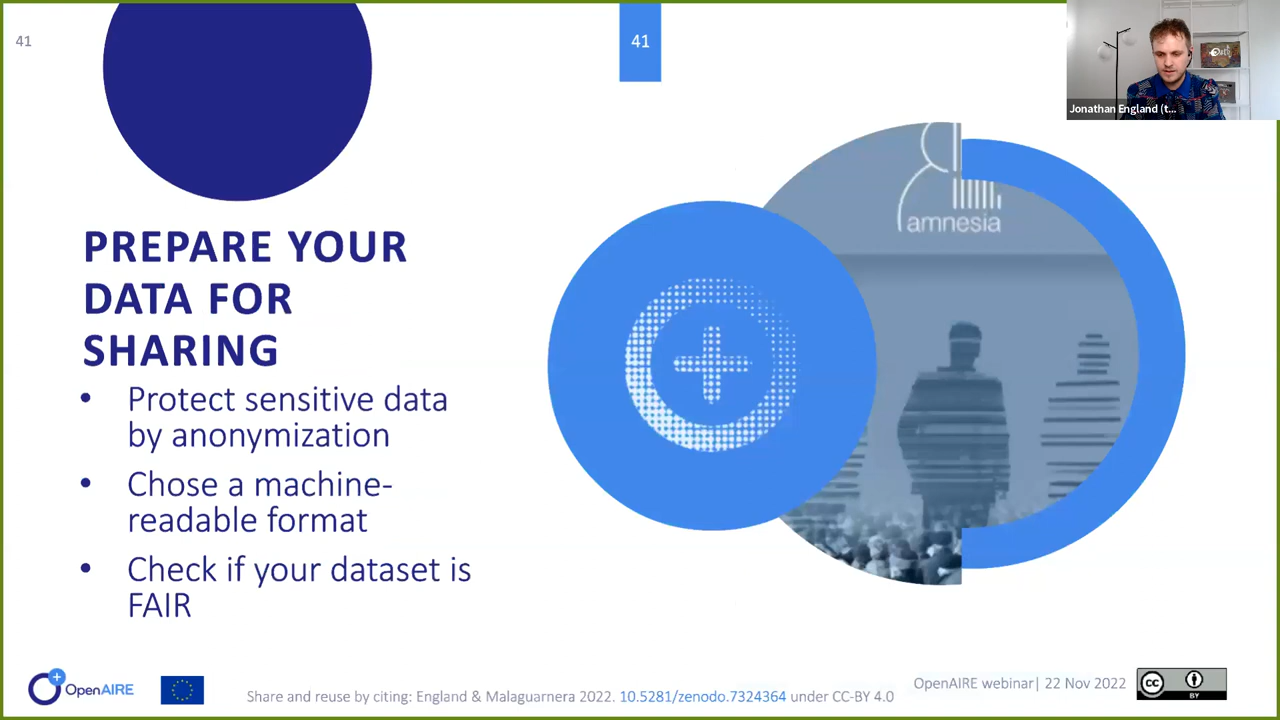 41
41
Jonathan England (t...
amnesia
PREPARE YOUR
DATA FOR
SHARING
• Protect sensitive data
by anonymization
• Chose a machine-
readable format
• Check if your dataset is
FAIR
OpenAIRE
Share and reuse by citing: England & Malaguarnera 2022. 10.5281/zenodo.7324364 under CC-BY 4.0
OpenAIRE webinar| 22 Nov 2022
CC
BY